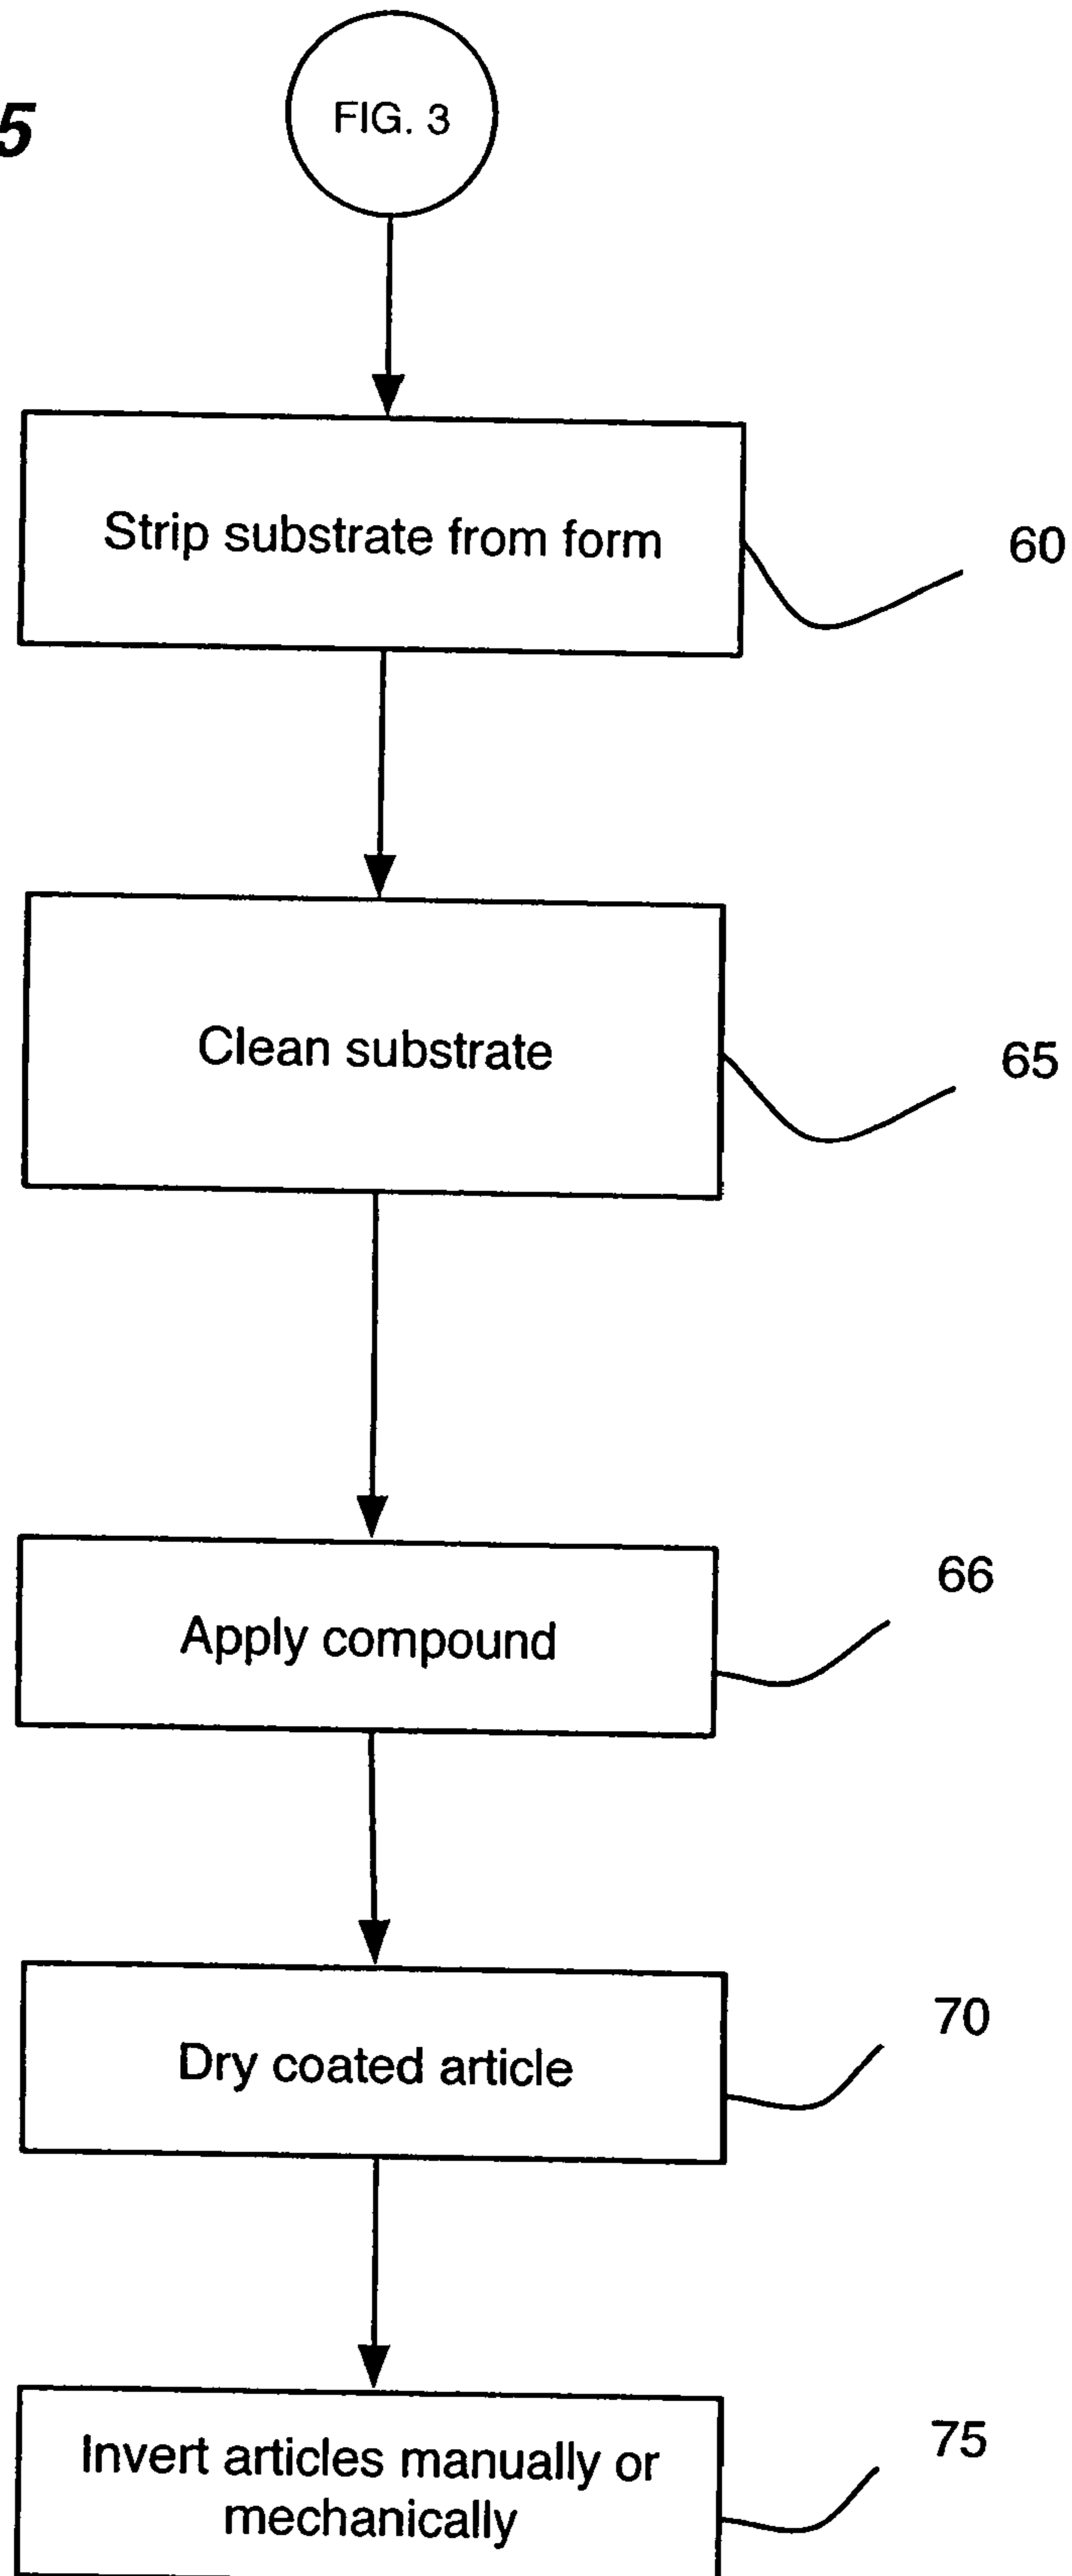 5
FIG. 3
Strip substrate from form
60
Clean substrate
65
66
Apply compound
70
Dry coated article
75
Invert articles manually or
mechanically